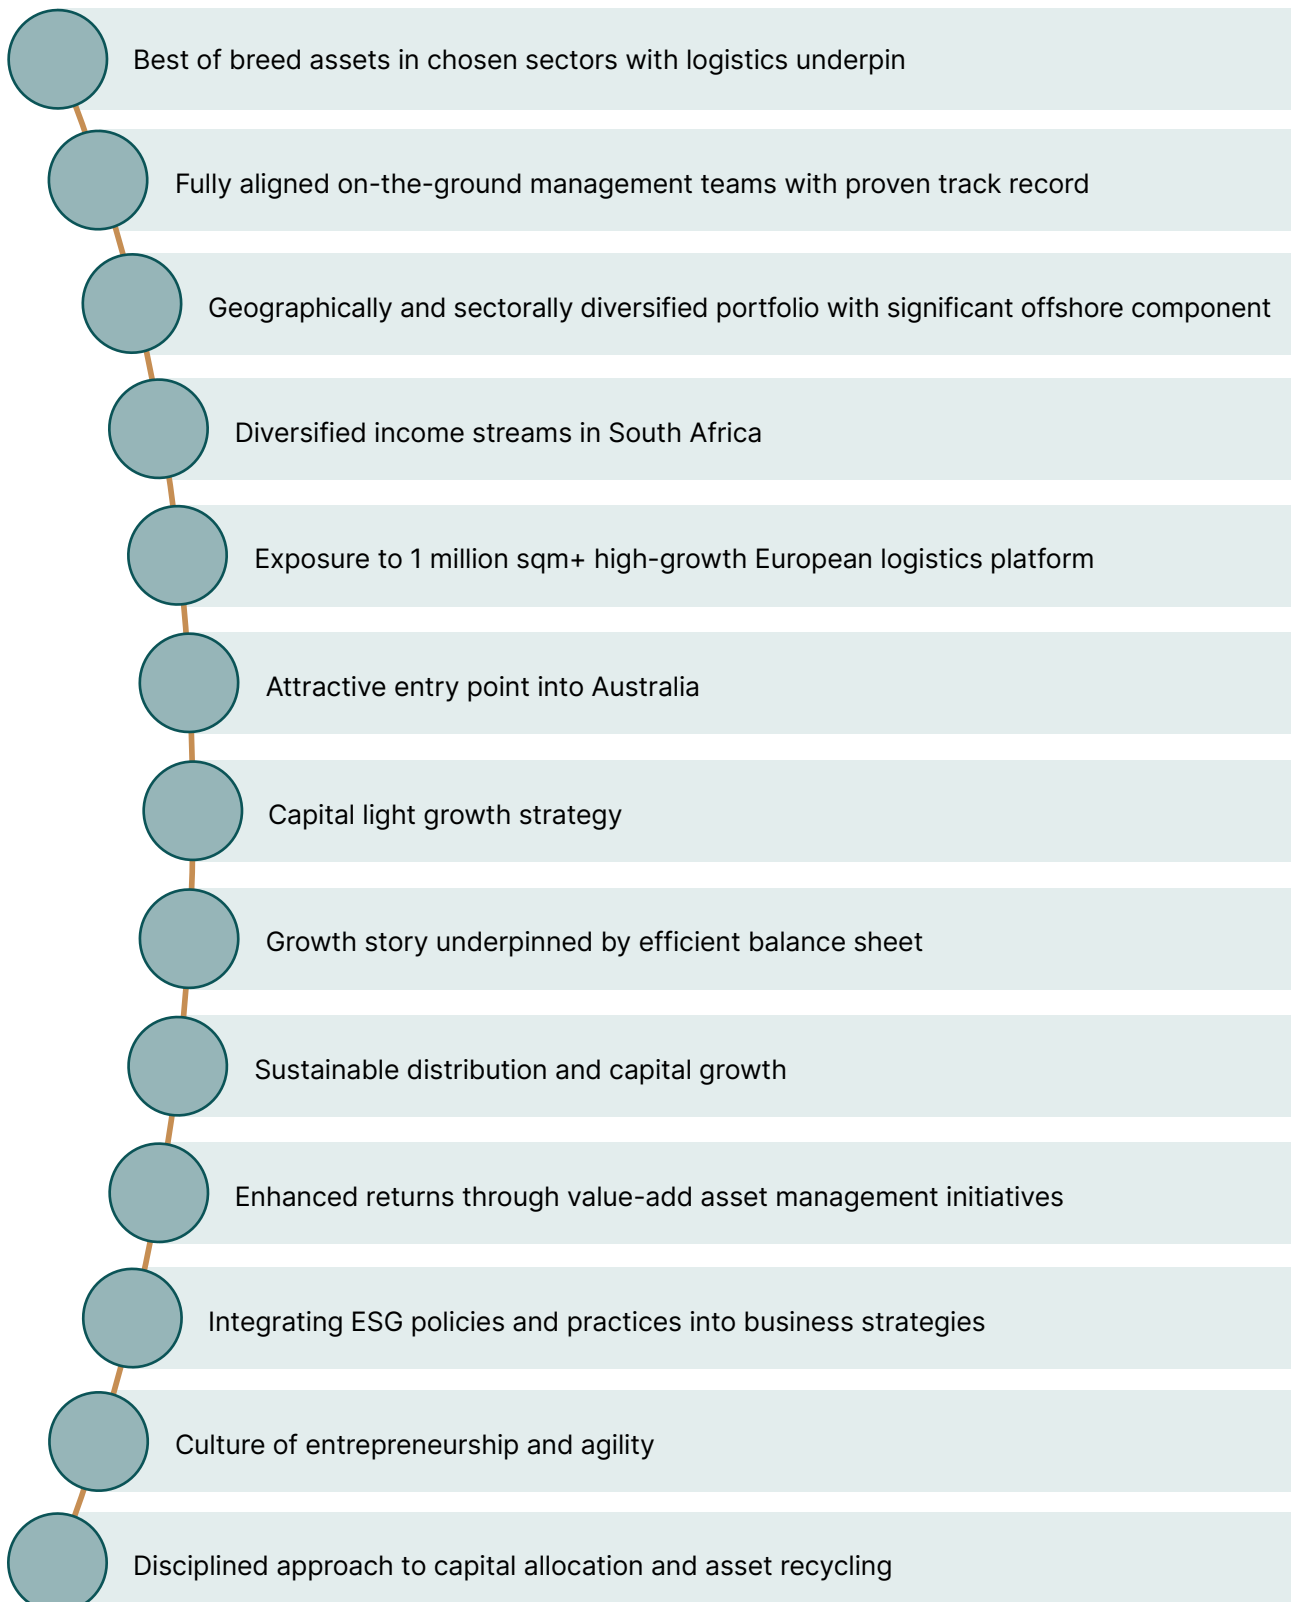 Best of breed assets in chosen sectors with logistics underpin
Fully aligned on-the-ground management teams with proven track record
Geographically and sectorally diversified portfolio with significant offshore component
Diversified income streams in South Africa
Exposure to 1 million sqm+ high-growth European logistics platform
Attractive entry point into Australia
Capital light growth strategy
Growth story underpinned by efficient balance sheet
Sustainable distribution and capital growth
Enhanced returns through value-add asset management initiatives
Integrating ESG policies and practices into business strategies
Culture of entrepreneurship and agility
Disciplined approach to capital allocation and asset recycling